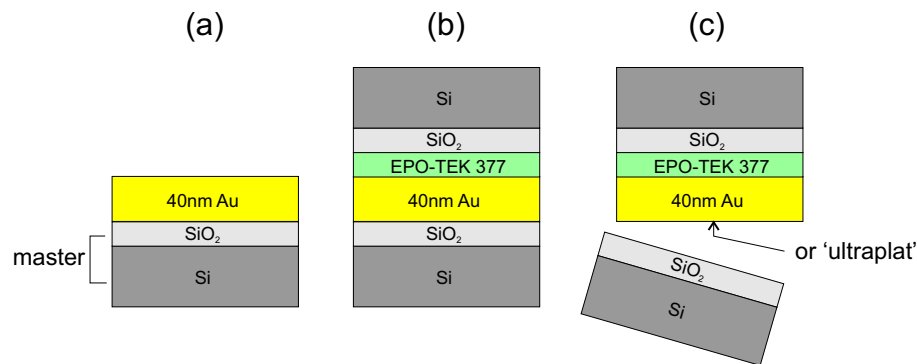 (a)
40nm Au
SiO₂
Si
master
(b)
Si
SiO₂
EPO-TEK 377
40nm Au
SiO₂
Si
(c)
Si
SiO₂
EPO-TEK 377
40nm Au
or ‘ultraplat’
SiO₂
Si